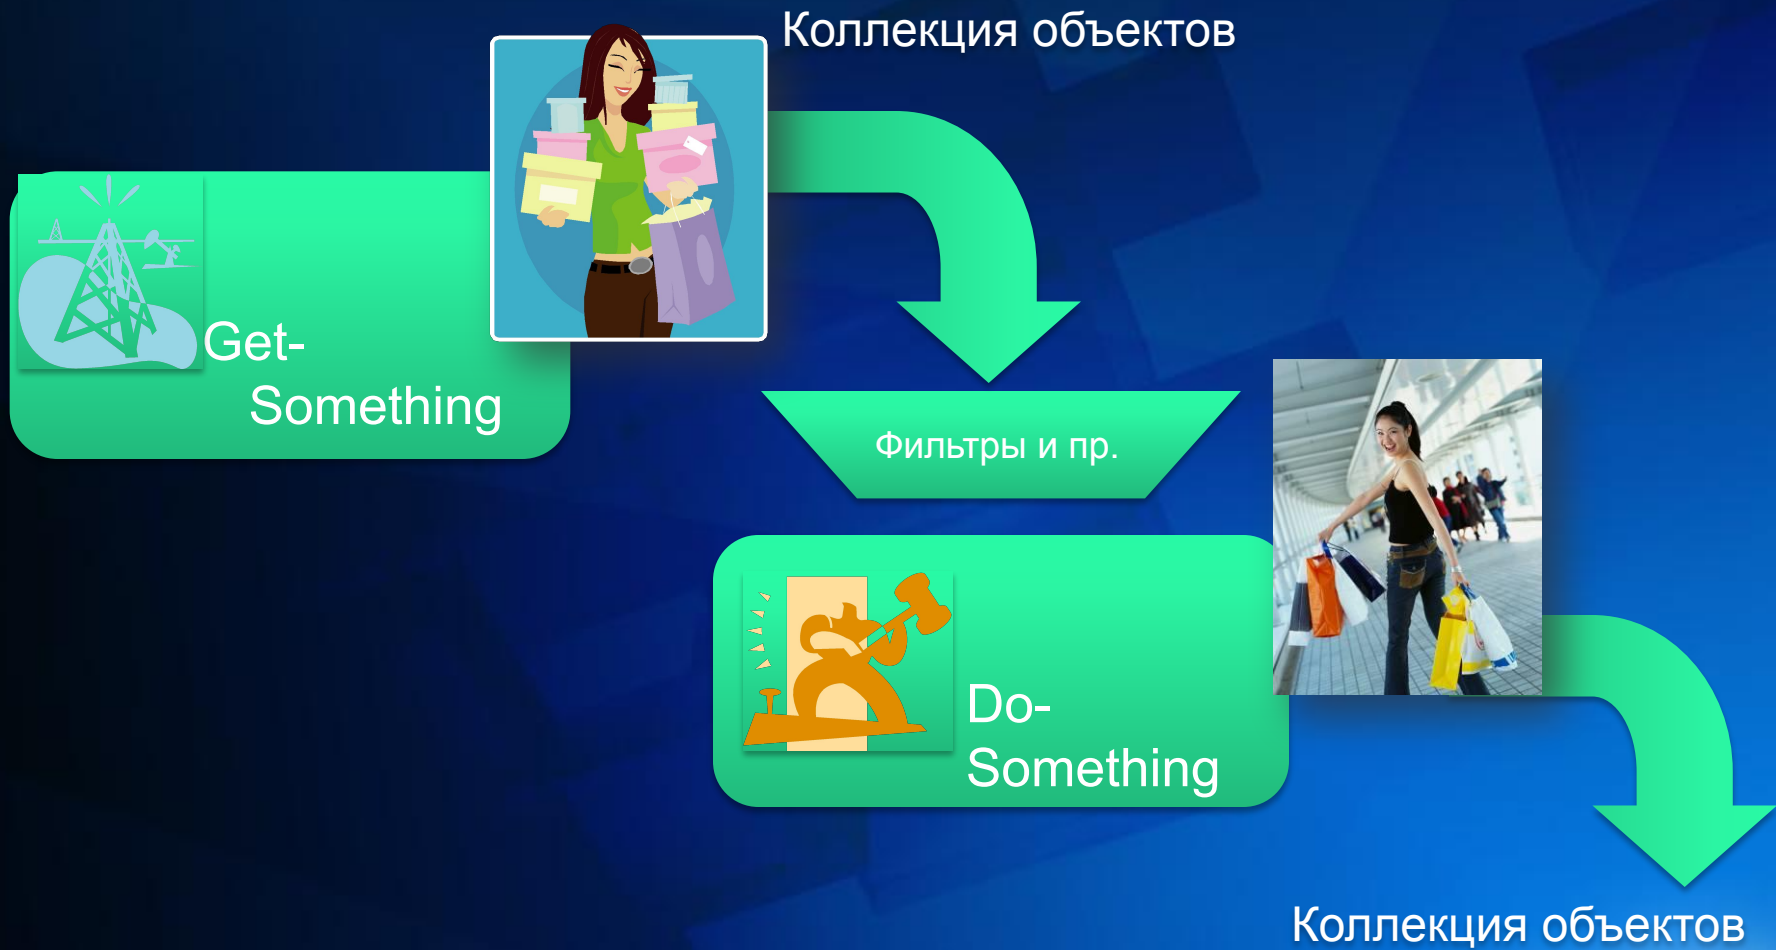 Коллекция объектов
Get-
Something
Фильтры и пр.
Do-
Something
Коллекция объектов